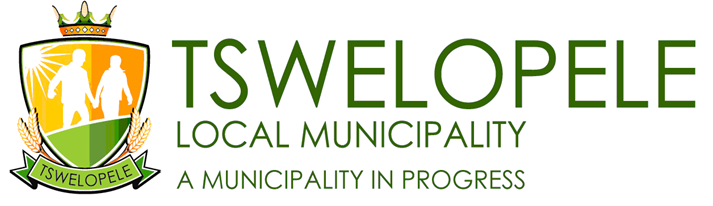 TSWELOPELE
TSWELOPELE
LOCAL MUNICIPALITY
A MUNICIPALITY IN PROGRESS